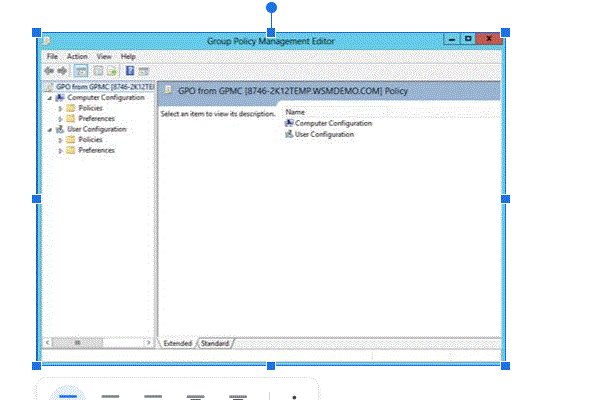 Group Policy Management Editor
File Action View Help
GPO from GPMC [8746-2K12TEI
Computer Configuration
Policies
Preferences
User Configuration
Policies
Preferences
GPO from GPMC [8746-2K12TEMP.WSMDEMO.COM] Policy
Select an item to view its description.
Name
Computer Configuration
User Configuration
Extended Standard